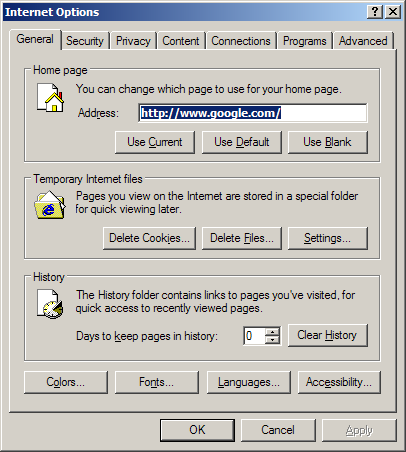 Internet Options
General Security Privacy Content Connections Programs Advanced
Home page
You can change which page to use for your home page.
Address: http://www.google.com/
Use Current Use Default Use Blank
Temporary Internet files
Pages you view on the Internet are stored in a special folder
for quick viewing later.
Delete Cookies... Delete Files... Settings...
History
The History folder contains links to pages you've visited, for
quick access to recently viewed pages.
Days to keep pages in history: 0 Clear History
Colors... Fonts... Languages... Accessibility...
OK Cancel Apply